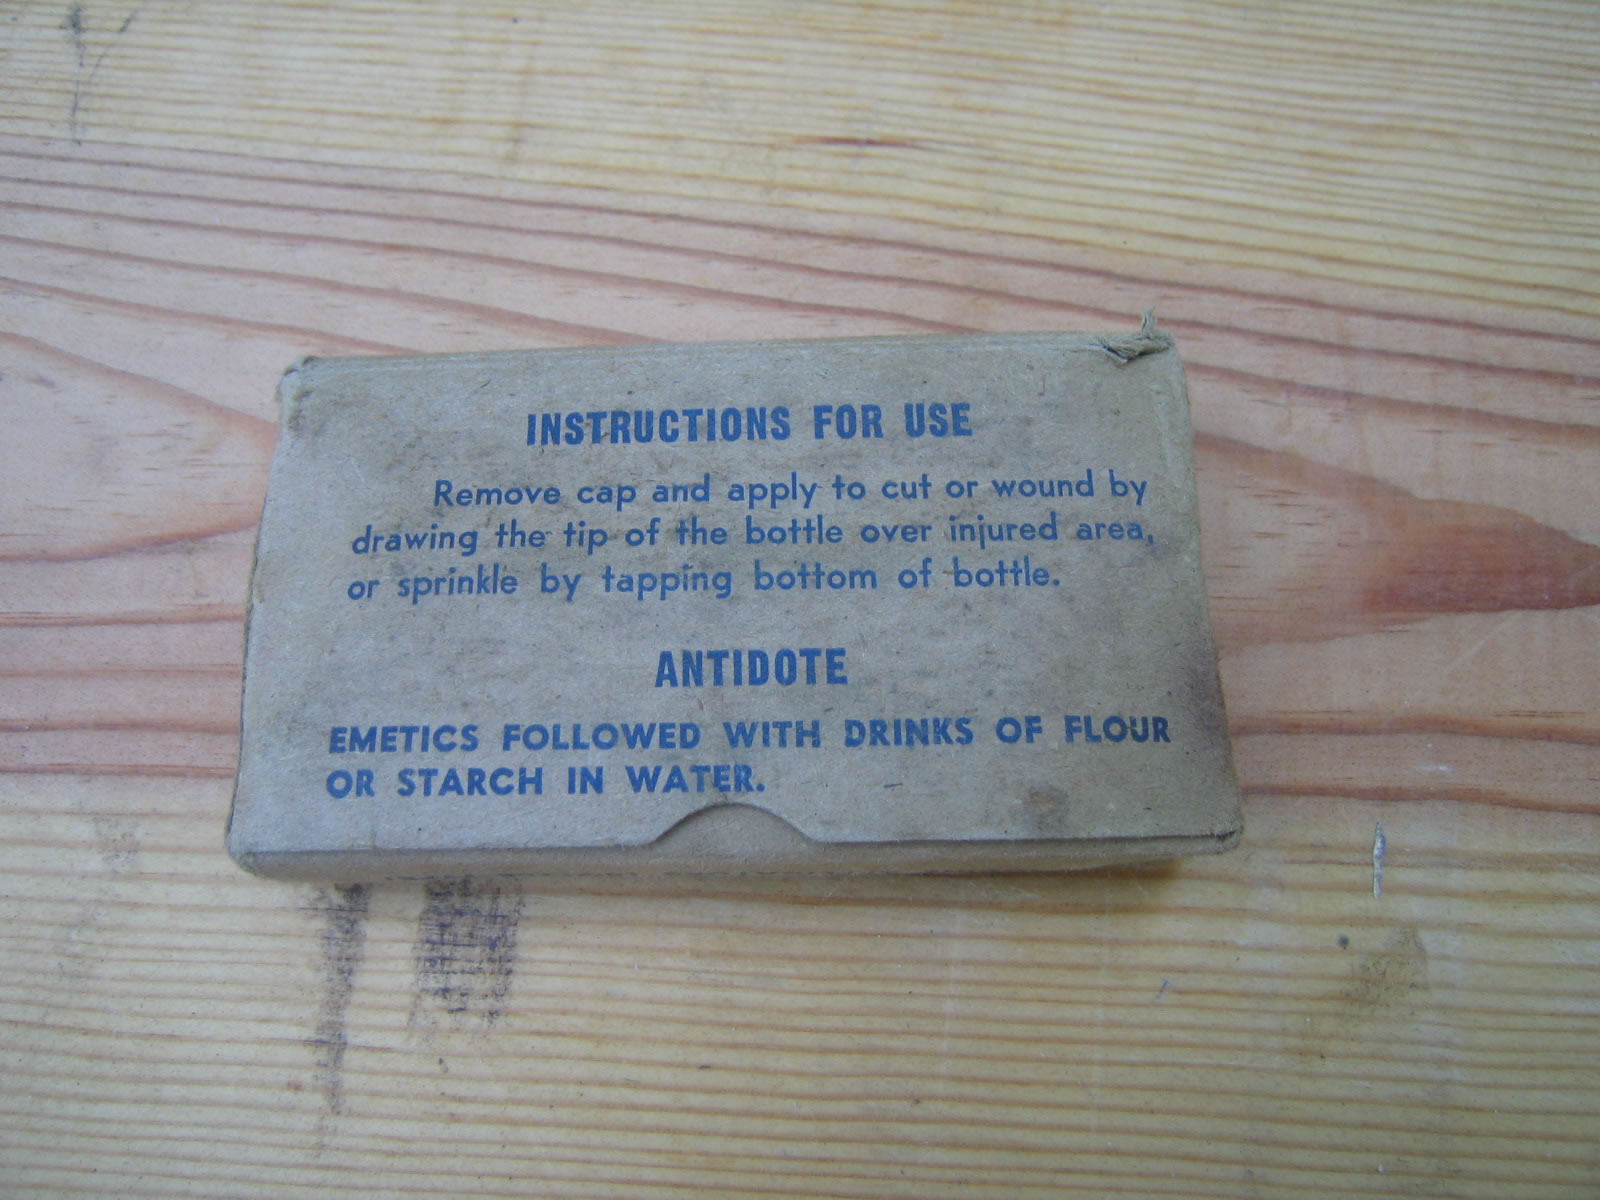 INSTRUCTIONS FOR USE
Remove cap and apply to cut or wound by
drawing the tip of the bottle over injured area,
or sprinkle by tapping bottom of bottle.
ANTIDOTE
EMETICS FOLLOWED WITH DRINKS OF FLOUR
OR STARCH IN WATER.